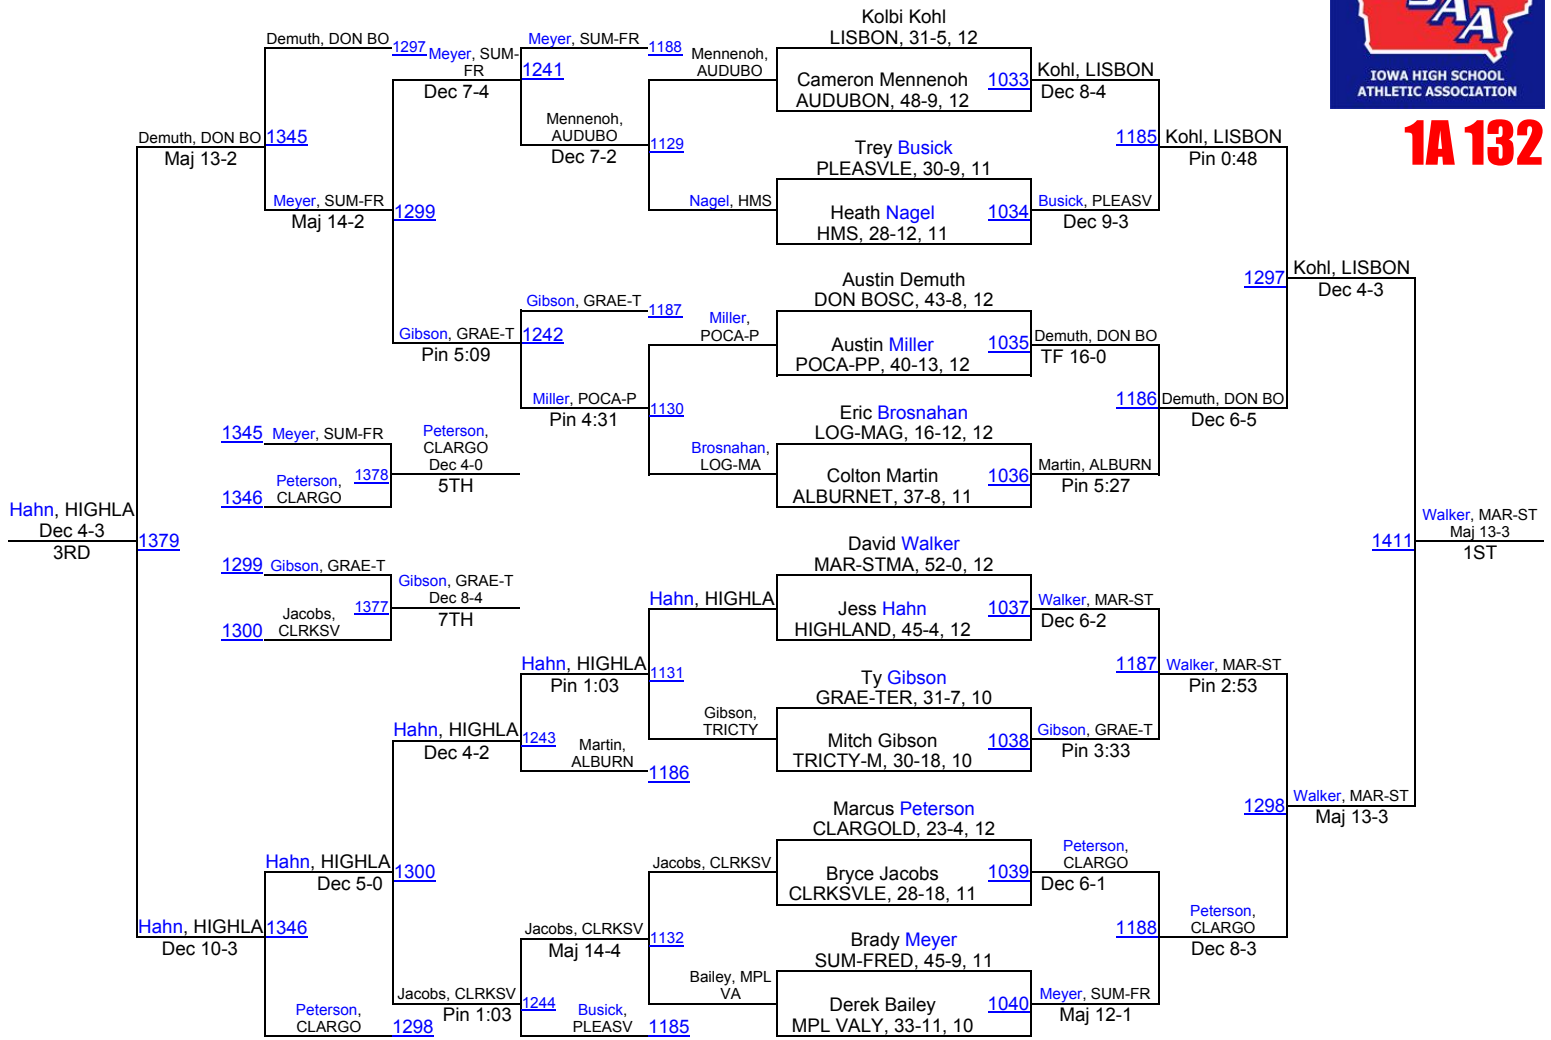 Kolbi Kohl
LISBON, 31-5, 12
Cameron Mennenoh
AUDUBON, 48-9, 12
1033
Kohl, LISBON
Dec 8-4
Trey Busick
PLEASVLE, 30-9, 11
Heath Nagel
HMS, 28-12, 11
1034
Busick, PLEASV
Dec 9-3
1185
Kohl, LISBON
Pin 0:48
Austin Demuth
DON BOSC, 43-8, 12
Austin Miller
POCA-PP, 40-13, 12
1035
Demuth, DON BO
TF 16-0
Eric Brosnahan
LOG-MAG, 16-12, 12
Colton Martin
ALBURNET, 37-8, 11
1036
Martin, ALBURN
Pin 5:27
1186
Demuth, DON BO
Dec 6-5
1297
Kohl, LISBON
Dec 4-3
David Walker
MAR-STMA, 52-0, 12
Jess Hahn
HIGHLAND, 45-4, 12
1037
Walker, MAR-ST
Dec 6-2
Ty Gibson
GRAE-TER, 31-7, 10
Mitch Gibson
TRICTY-M, 30-18, 10
1038
Gibson, GRAE-T
Pin 3:33
1187
Walker, MAR-ST
Pin 2:53
Marcus Peterson
CLARGOLD, 23-4, 12
Bryce Jacobs
CLRKSVLE, 28-18, 11
1039
Peterson,
CLARGO
Dec 6-1
Brady Meyer
SUM-FRED, 45-9, 11
Derek Bailey
MPL VALY, 33-11, 10
1040
Meyer, SUM-FR
Maj 12-1
1188
Peterson,
CLARGO
Dec 8-3
1298
Walker, MAR-ST
Maj 13-3
1411
Walker, MAR-ST
Maj 13-3
1ST
Mennenoh,
AUDUBO
Nagel, HMS
1129
Mennenoh,
AUDUBO
Dec 7-2
Meyer, SUM-FR
1188
1241
Meyer, SUM-
FR
Dec 7-4
Miller,
POCA-P
Brosnahan,
LOG-MA
1130
Miller, POCA-P
Pin 4:31
Gibson, GRAE-T
1187
1242
Gibson, GRAE-T
Pin 5:09
1299
Meyer, SUM-FR
Maj 14-2
Demuth, DON BO
1297
1345
Demuth, DON BO
Maj 13-2
1345
Meyer, SUM-FR
1346
Peterson,
CLARGO
1378
Peterson,
CLARGO
Dec 4-0
5TH
Hahn, HIGHLA
Dec 4-3
3RD
1379
1299
Gibson, GRAE-T
1300
Jacobs,
CLRKSV
1377
Gibson, GRAE-T
Dec 8-4
7TH
Hahn, HIGHLA
Gibson,
TRICTY
1131
Hahn, HIGHLA
Pin 1:03
Martin,
ALBURN
1186
1243
Hahn, HIGHLA
Dec 4-2
Jacobs, CLRKSV
Bailey, MPL
VA
1132
Jacobs, CLRKSV
Maj 14-4
Busick,
PLEASV
1185
1244
Jacobs, CLRKSV
Pin 1:03
1300
Hahn, HIGHLA
Dec 5-0
Peterson,
CLARGO
1298
1346
Hahn, HIGHLA
Dec 10-3
AA
IOWA HIGH SCHOOL
ATHLETIC ASSOCIATION
1A 132